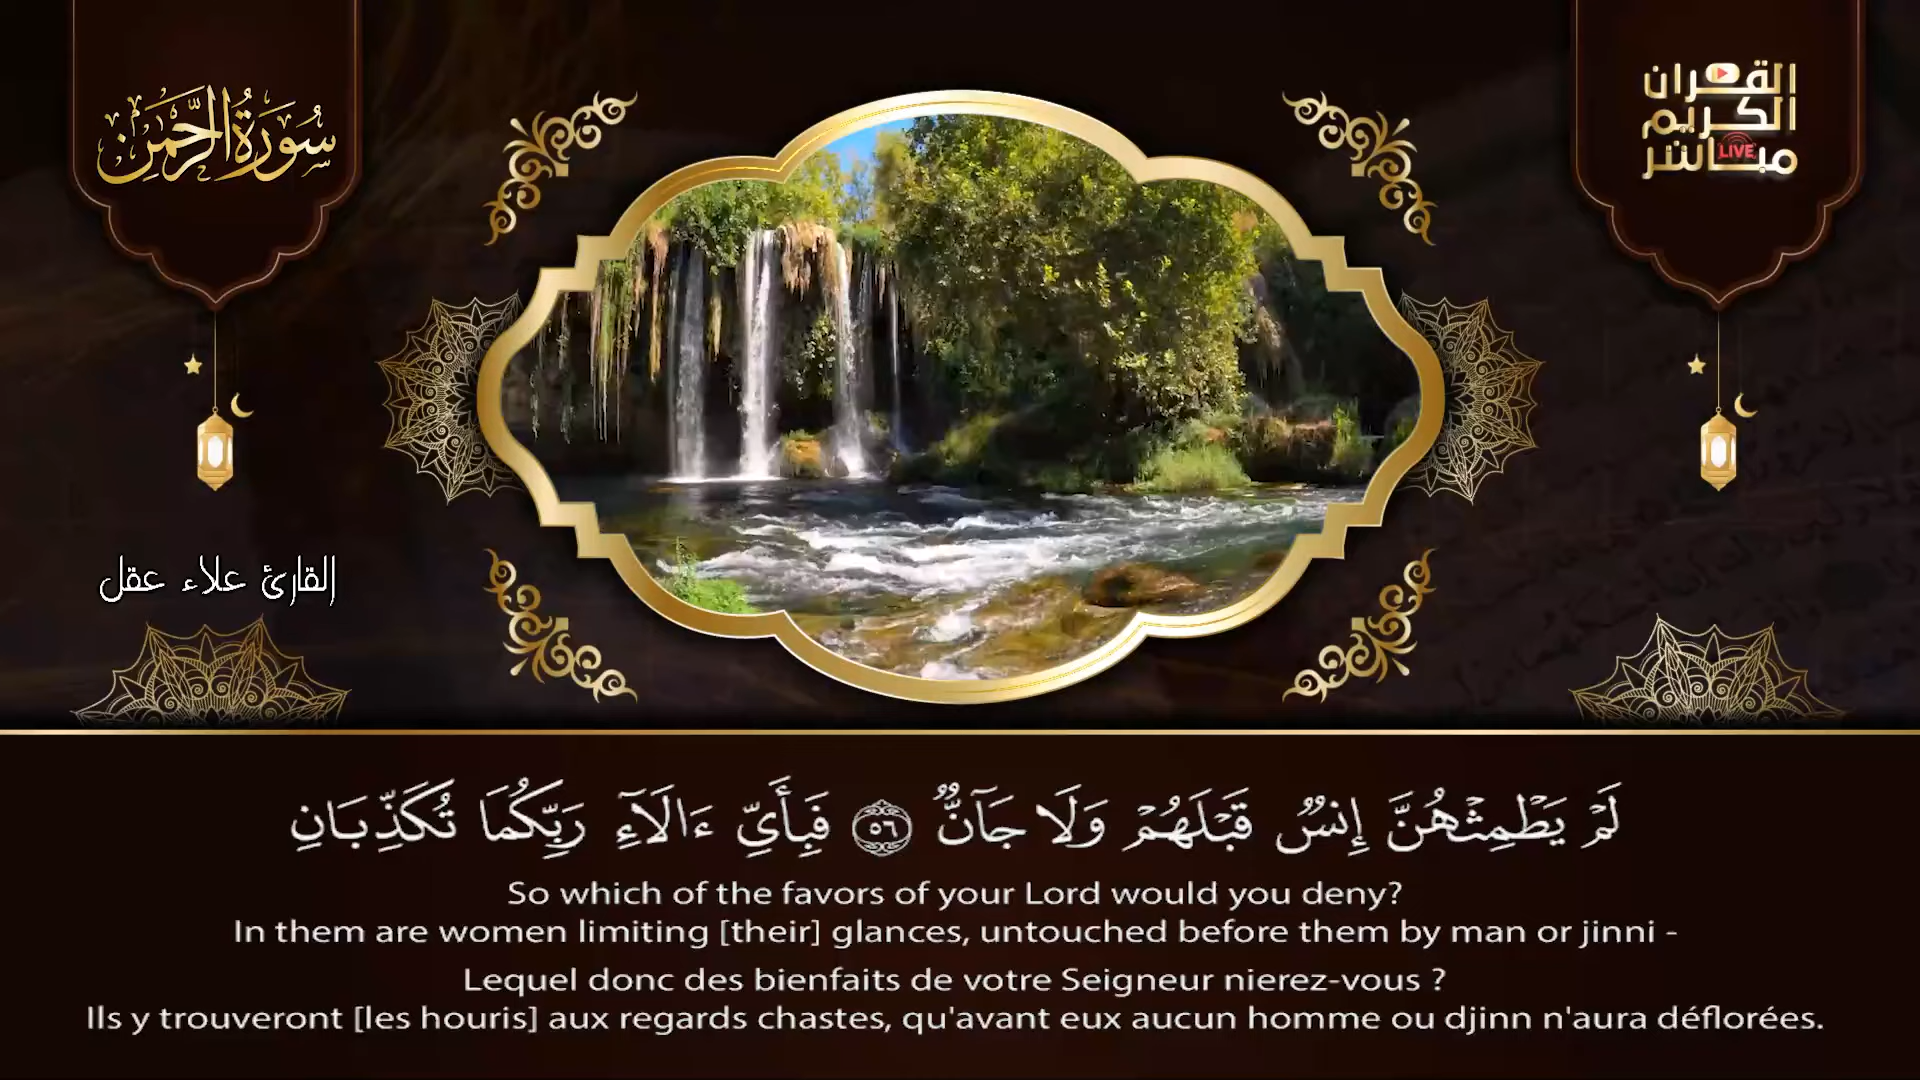 سُورَةُ الرَّحْمَٰن
القرآن
الكريم
مباشر
LIVE
القارئ علاء عقل
لَمْ يَطْمِثْهُنَّ إِنسٌ قَبْلَهُمْ وَلَا جَآنٌّ ٥٦ فَبِأَيِّ ءَالَآءِ رَبِّكُمَا تُكَذِّبَانِ
So which of the favors of your Lord would you deny?
In them are women limiting [their] glances, untouched before them by man or jinni -
Lequel donc des bienfaits de votre Seigneur nierez-vous ?
Ils y trouveront [les houris] aux regards chastes, qu'avant eux aucun homme ou djinn n'aura déflorées.